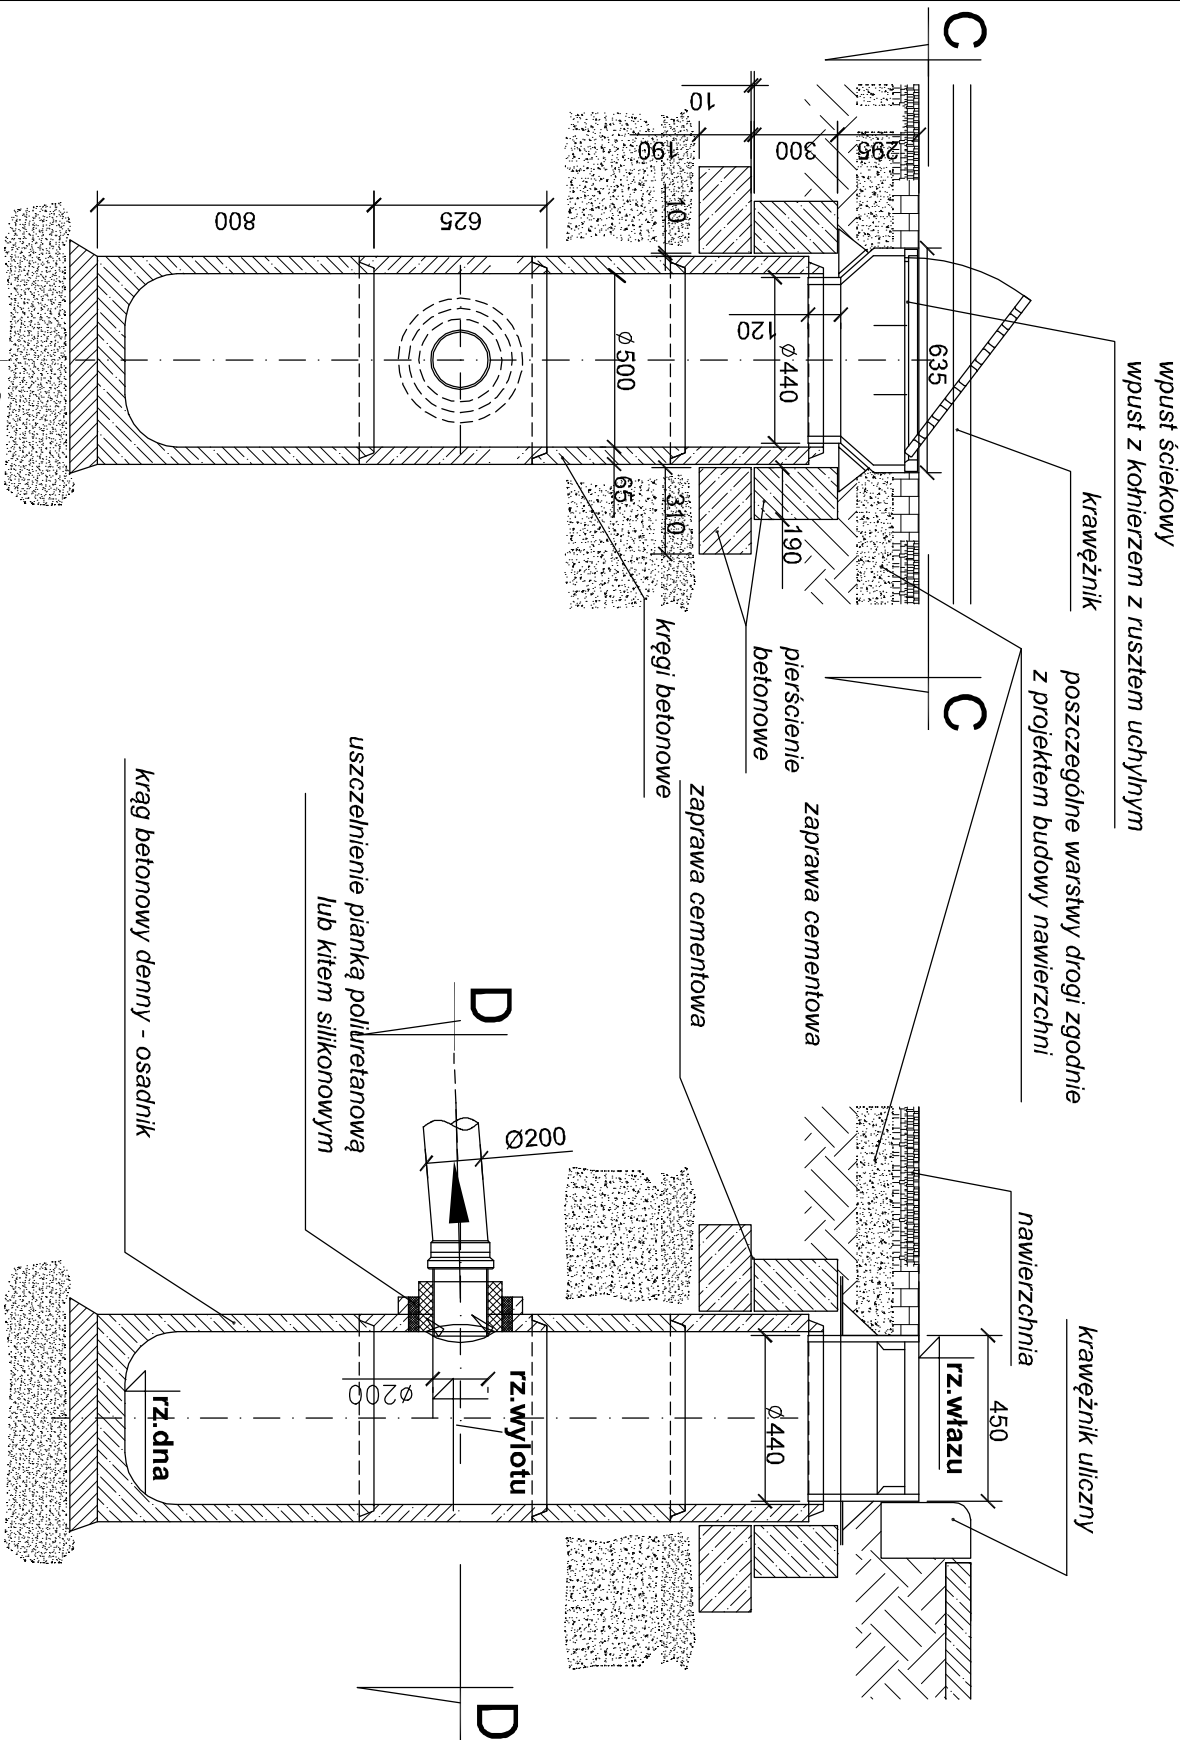 C
C
wpust ściekowy
wpust z kołnierzem z rusztem uchylnym
krawężnik
poszczególne warstwy drogi zgodnie
z projektem budowy nawierzchni
pierścienie
betonowe
kręgi betonowe
zaprawa cementowa
zaprawa cementowa
uszczelnienie pianką poliuretanową
lub kitem silikonowym
krąg betonowy denny - osadnik
10
190
300
295
10
635
120
Ø440
Ø500
65
310
190
625
800
D
D
Ø200
nawierzchnia
krawężnik uliczny
450
rz.włazu
Ø440
rz.wylotu
Ø200
rz.dna